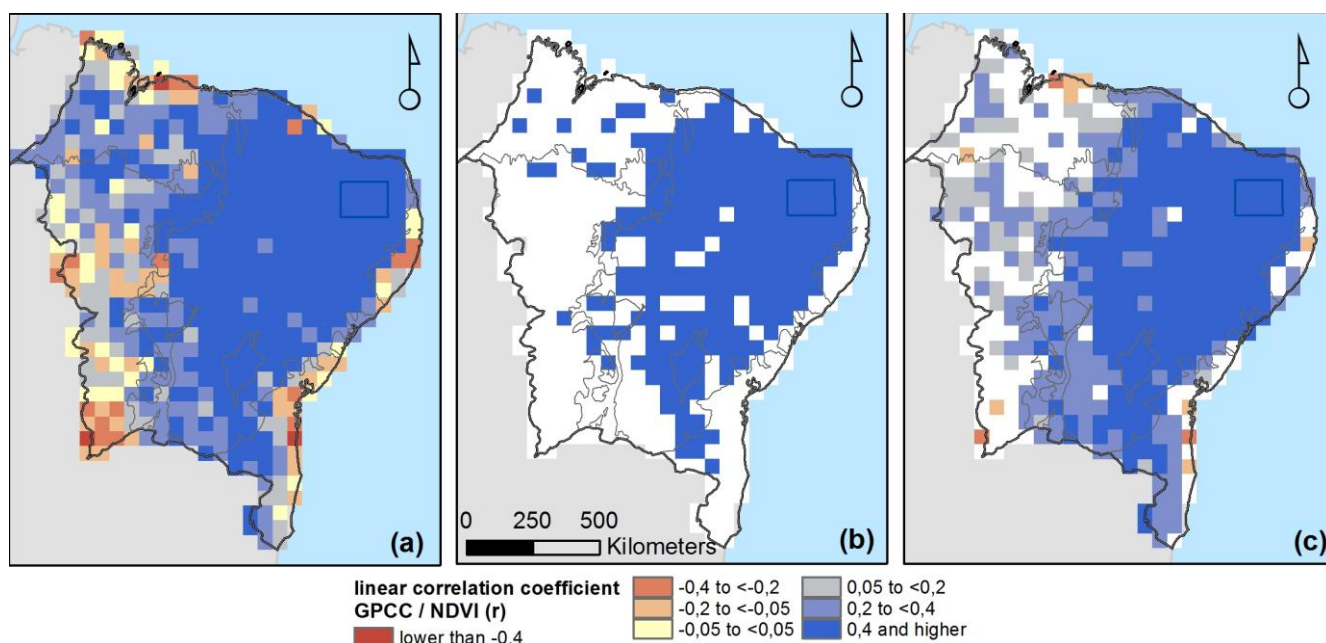 (a)
(b)
(c)
0 250 500
Kilometers
linear correlation coefficient
GPCC / NDVI (r)
lower than -0,4
-0,4 to <-0,2
-0,2 to <-0,05
-0,05 to <0,05
0,05 to <0,2
0,2 to <0,4
0,4 and higher